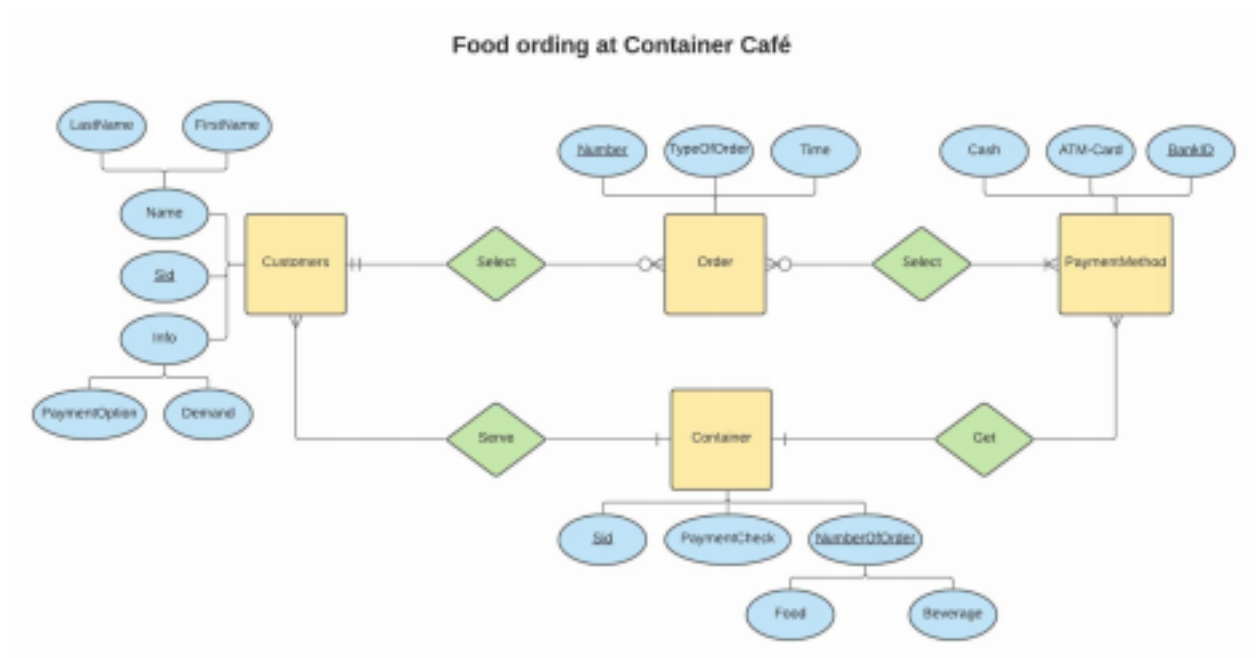 Food ording at Container Café
LastName
FirstName
Number
TypeOfOrder
Time
Cash
ATM-Card
BankID
Name
Sid
Info
Customers
Select
Order
Select
PaymentMethod
PaymentOption
Demand
Serve
Container
Get
Sid
PaymentCheck
NumberOfOrder
Food
Beverage